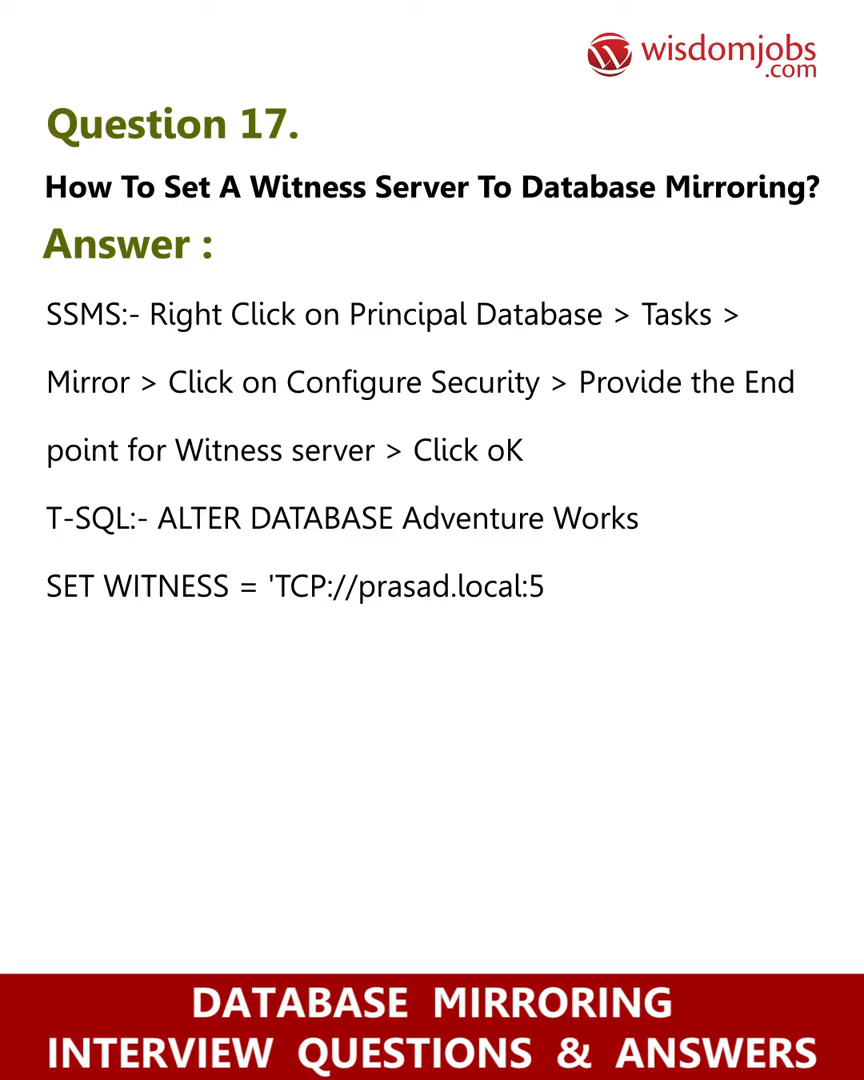 wisdomjobs
.com
Question 17.
How To Set A Witness Server To Database Mirroring?
Answer :
SSMS:- Right Click on Principal Database > Tasks >
Mirror > Click on Configure Security > Provide the End
point for Witness server > Click oK
T-SQL:- ALTER DATABASE Adventure Works
SET WITNESS = 'TCP://prasad.local:5
DATABASE MIRRORING
INTERVIEW QUESTIONS & ANSWERS